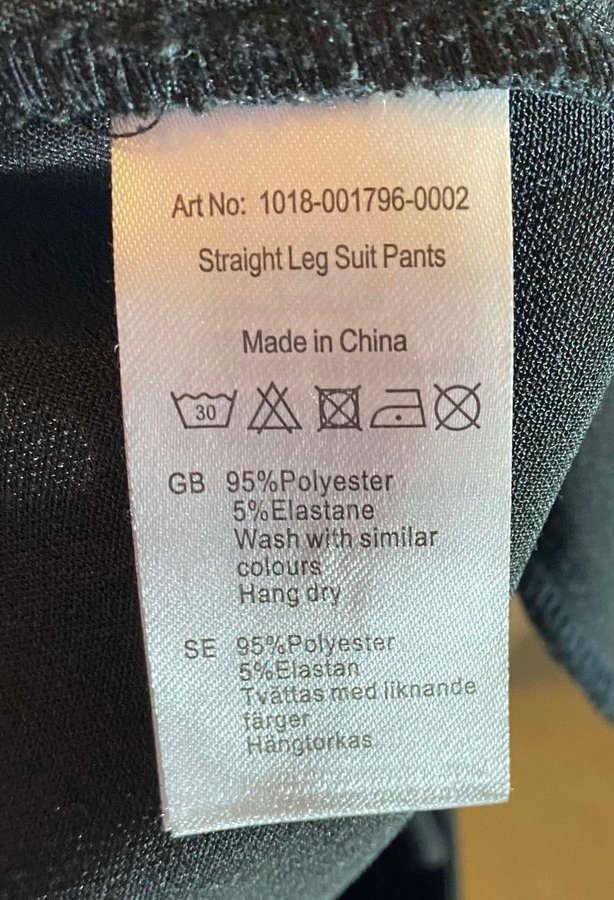 Art No: 1018-001796-0002
Straight Leg Suit Pants
Made in China
30
GB 95%Polyester
5%Elastane
Wash with similar
colours
Hang dry
SE 95%Polyester
5%Elastan
Tvättas med liknande
färger
Hängtorkas